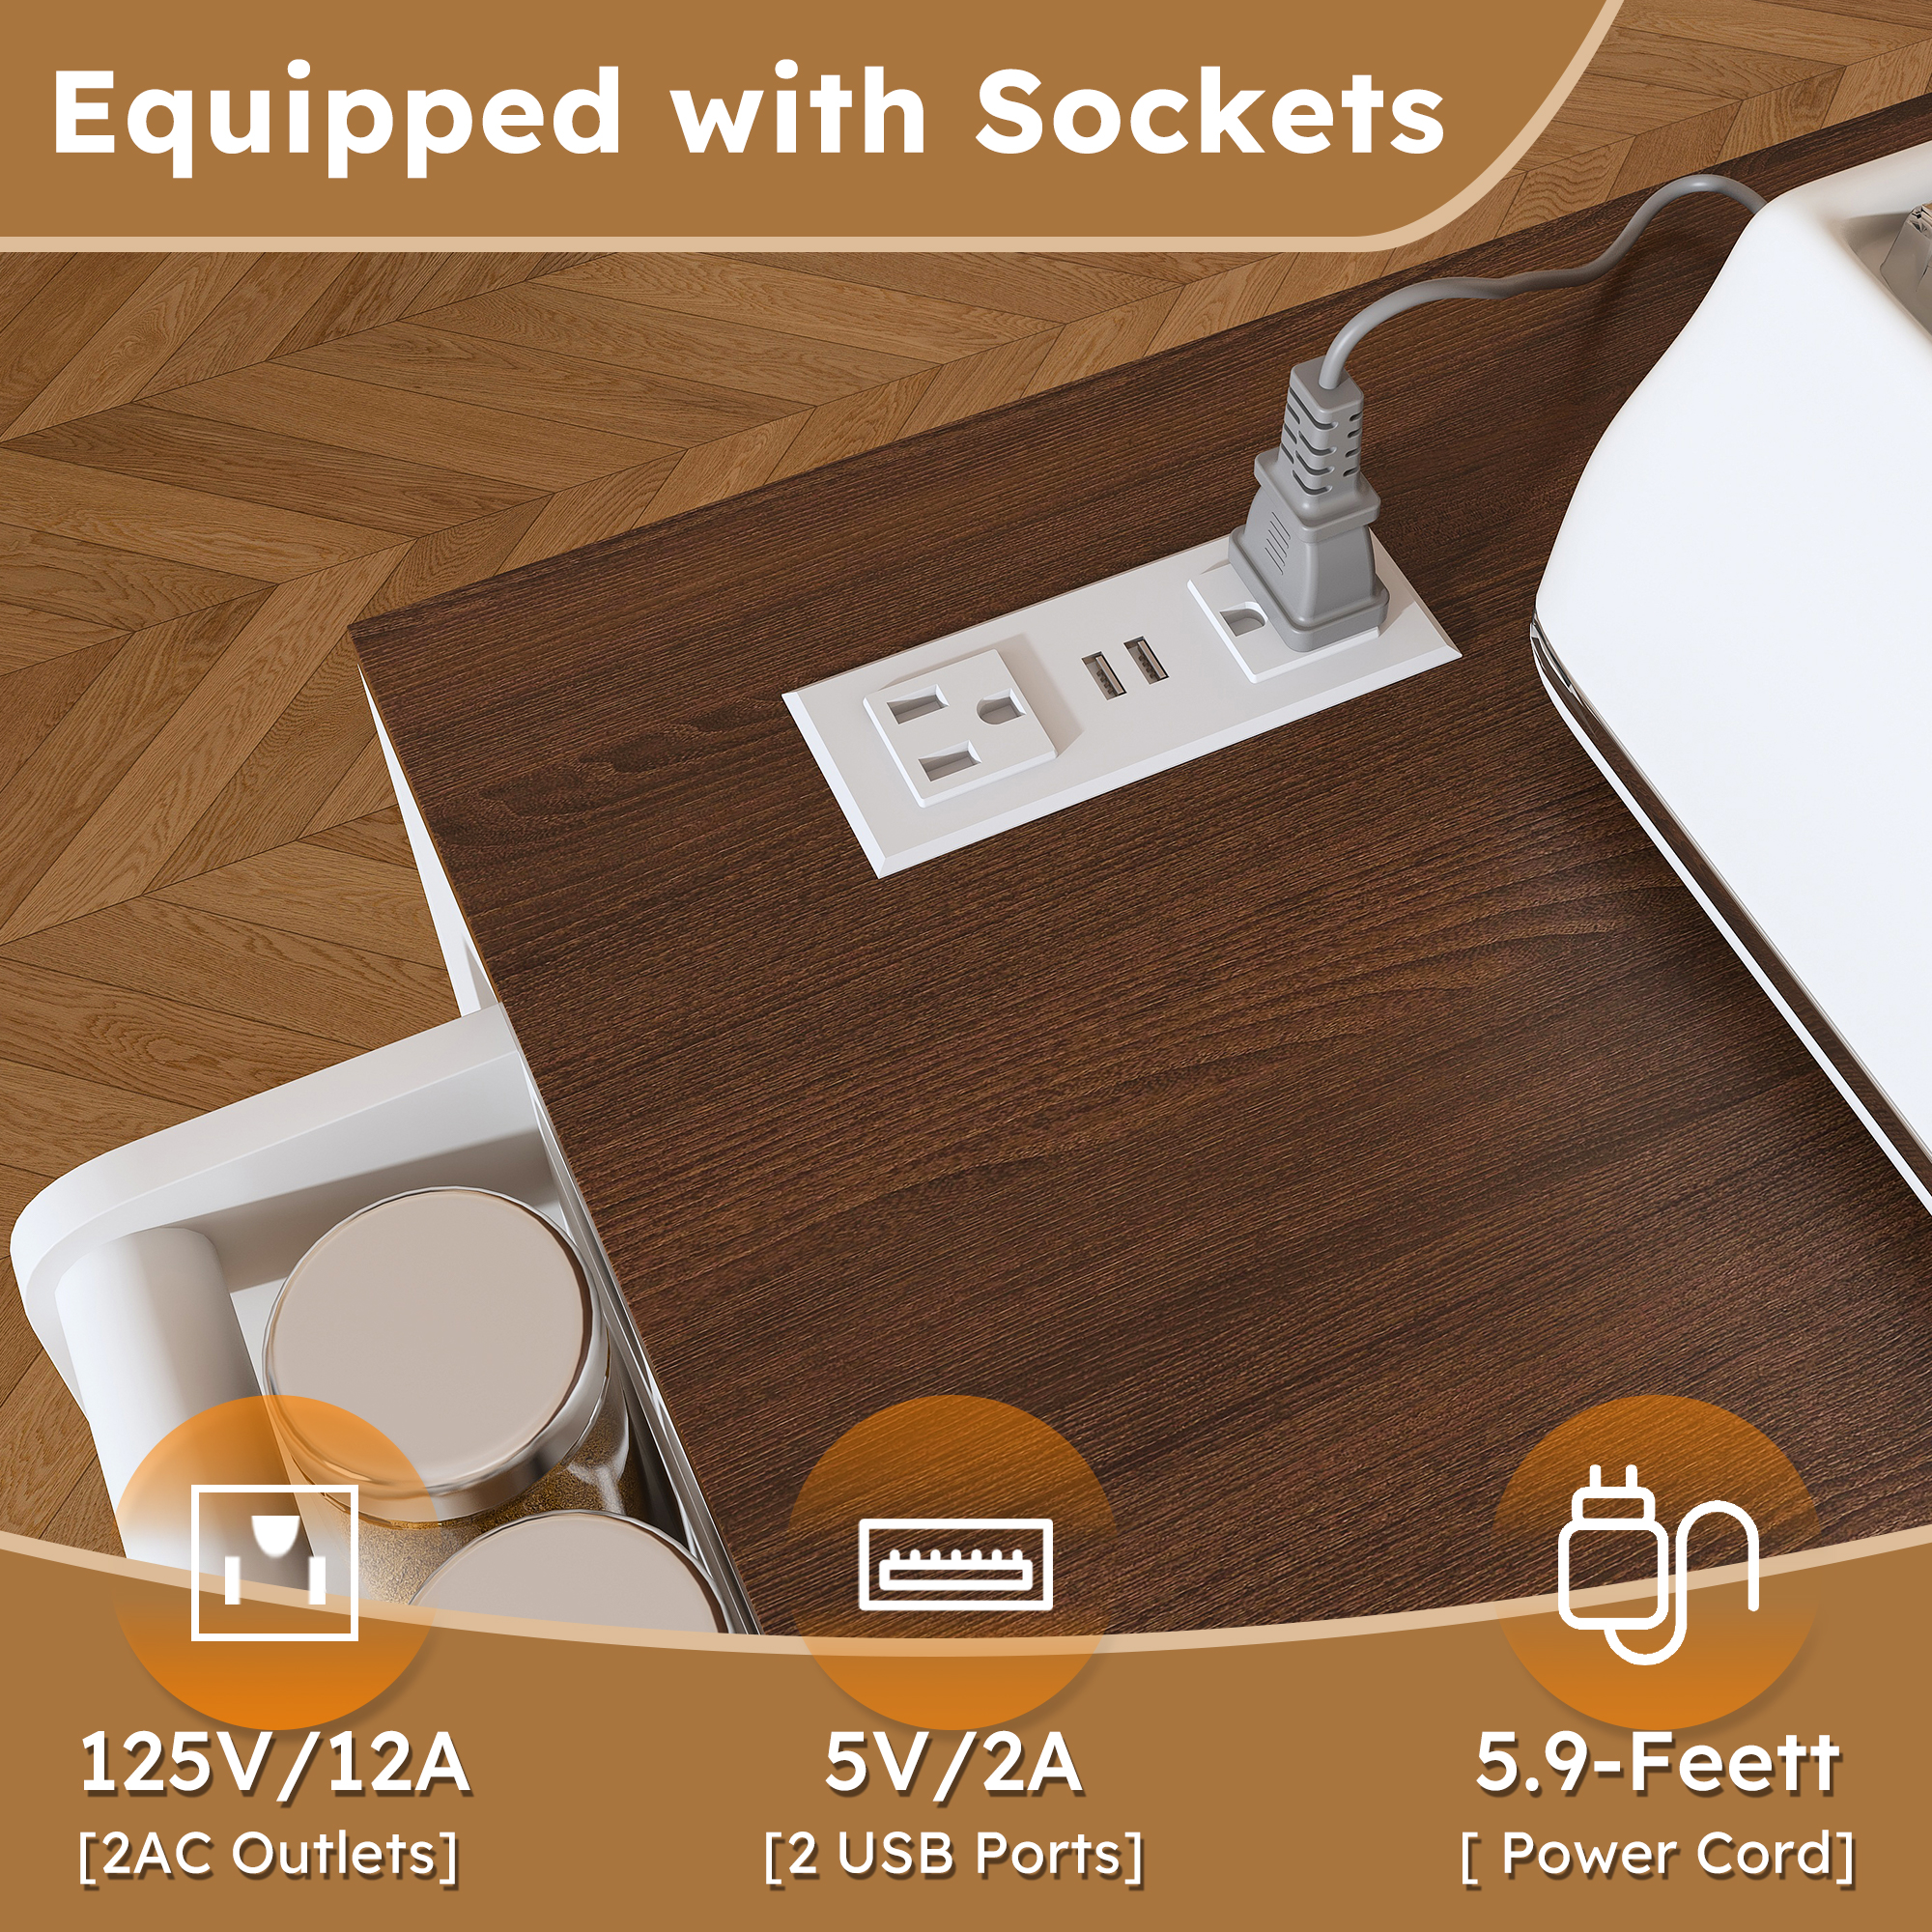 Equipped with Sockets
125V/12A
[2AC Outlets]
5V/2A
[2 USB Ports]
5.9-Feett
[ Power Cord]